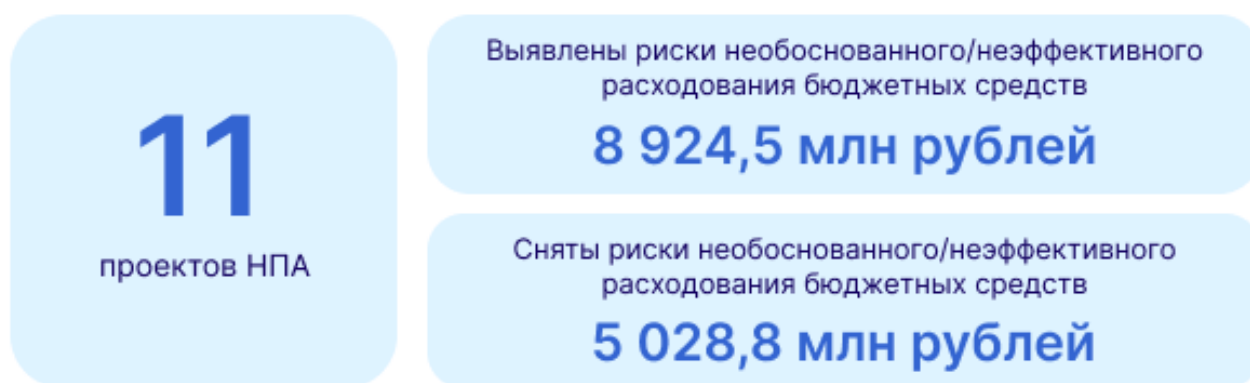 11
проектов НПА
Выявлены риски необоснованного/неэффективного
расходования бюджетных средств
8 924,5 млн рублей
Сняты риски необоснованного/неэффективного
расходования бюджетных средств
5 028,8 млн рублей